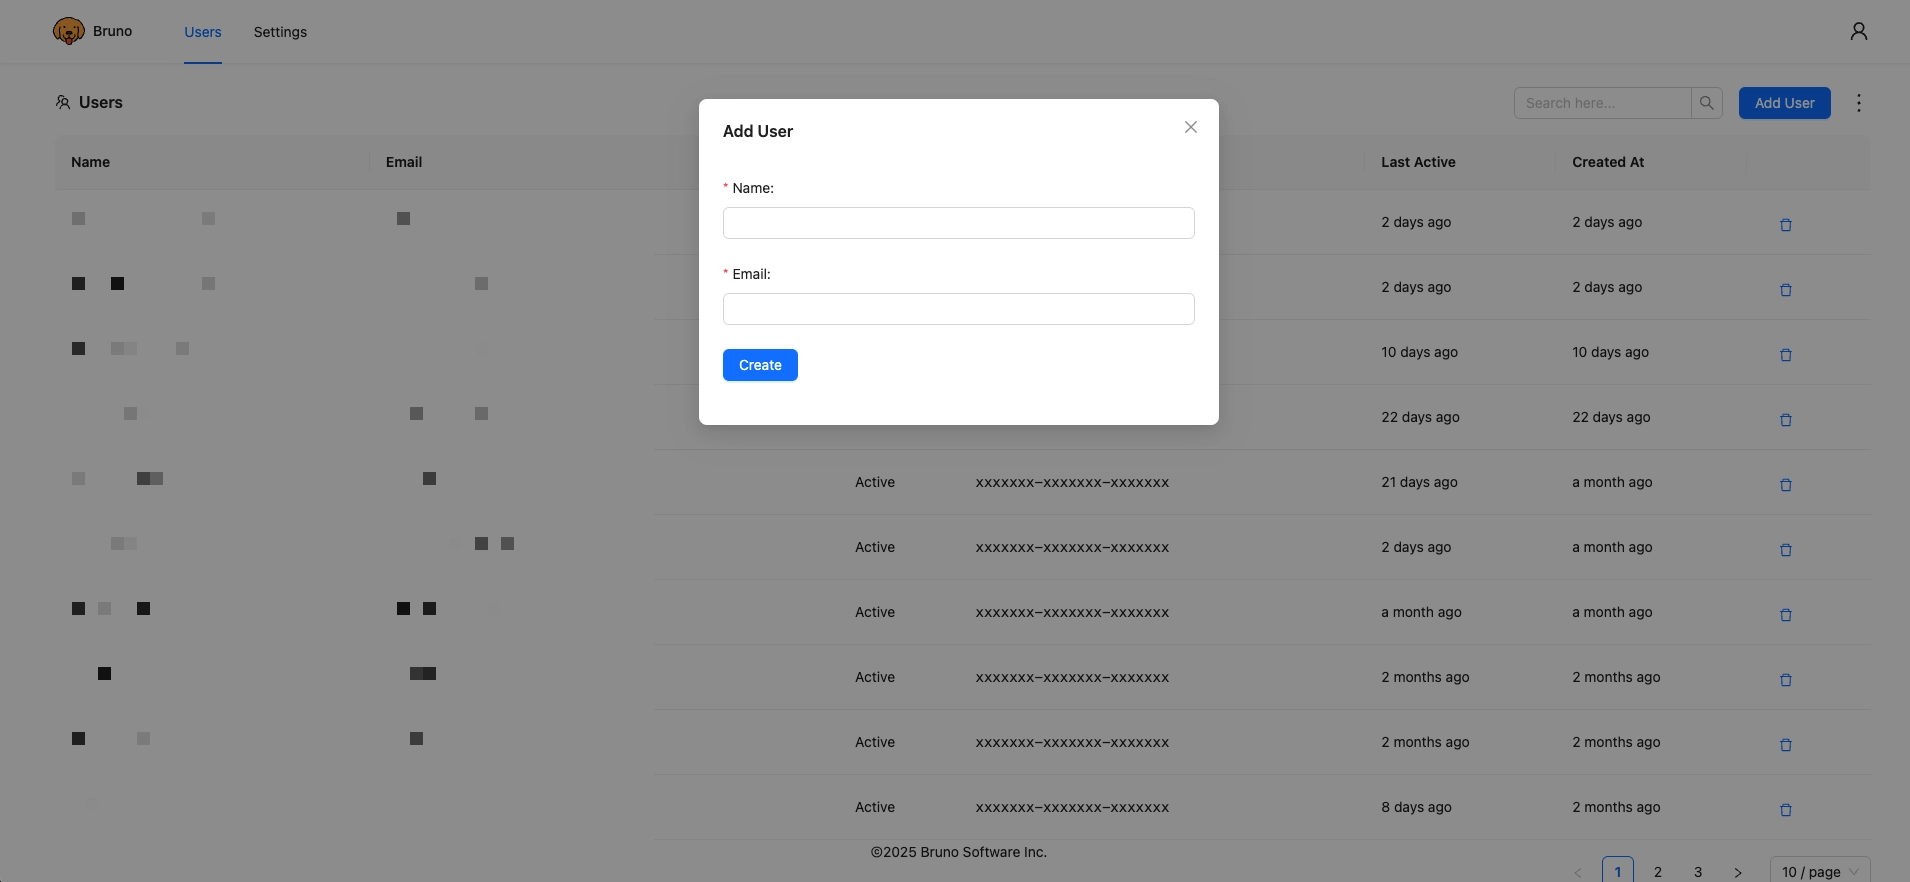 Bruno Users Settings
Users Search here... Add User
Add User
Name Email Last Active Created At
* Name:
2 days ago 2 days ago
* Email:
2 days ago 2 days ago
10 days ago 10 days ago
Create
22 days ago 22 days ago
Active xxxxxxx-xxxxxxx-xxxxxxx 21 days ago a month ago
Active xxxxxxx-xxxxxxx-xxxxxxx 2 days ago a month ago
Active xxxxxxx-xxxxxxx-xxxxxxx a month ago a month ago
Active xxxxxxx-xxxxxxx-xxxxxxx 2 months ago 2 months ago
Active xxxxxxx-xxxxxxx-xxxxxxx 2 months ago 2 months ago
Active xxxxxxx-xxxxxxx-xxxxxxx 8 days ago 2 months ago
©2025 Bruno Software Inc.
< 1 2 3 > 10 / page